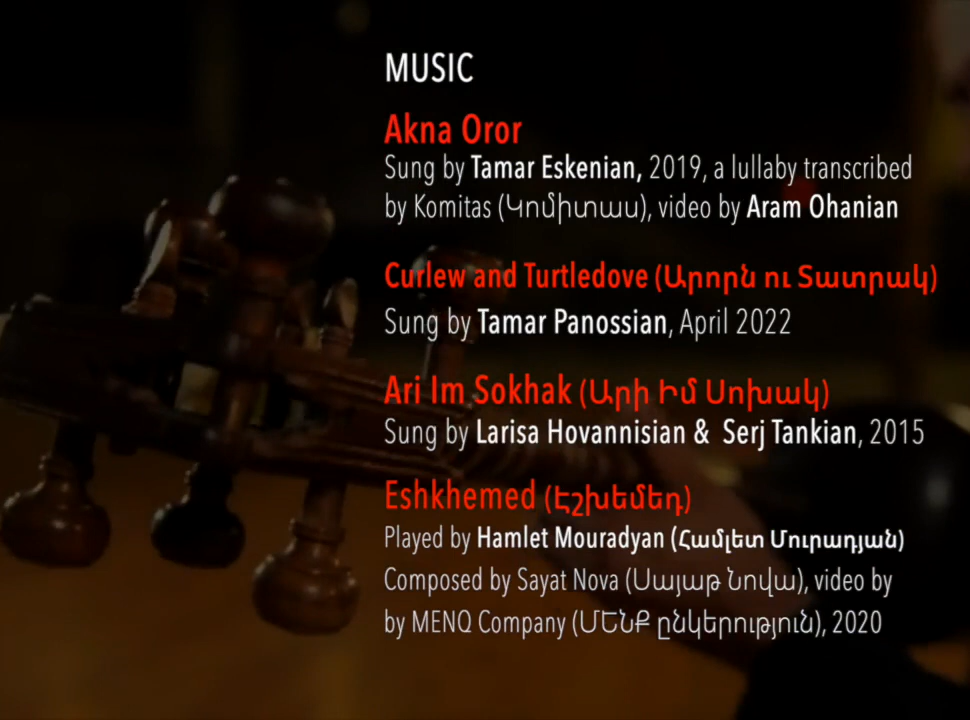 MUSIC
Akna Oror
Sung by Tamar Eskenian, 2019, a lullaby transcribed
by Komitas (Կոմիտաս), video by Aram Ohanian
Curlew and Turtledove (Արորն ու Տատրակ)
Sung by Tamar Panossian, April 2022
Ari Im Sokhak (Արի Իմ Սոխակ)
Sung by Larisa Hovannisian & Serj Tankian, 2015
Eshkhemed (Էշխեմեդ)
Played by Hamlet Mouradyan (Համլետ Մուրադյան)
Composed by Sayat Nova (Սայաթ Նովա), video by
by MENQ Company (ՄԵՆՔ ընկերություն), 2020